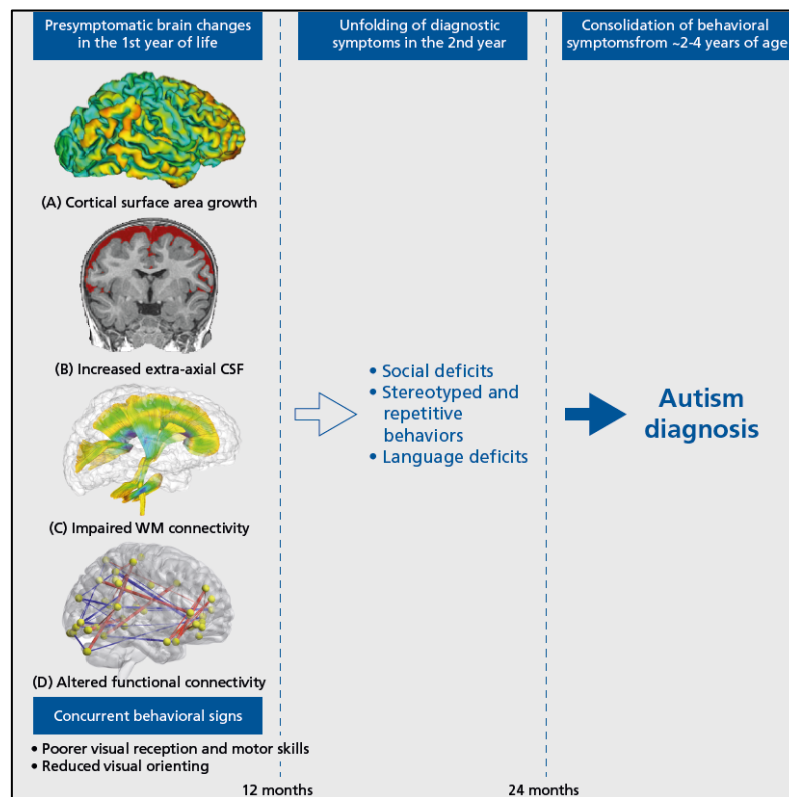 Presymptomatic brain changes
in the 1st year of life
Unfolding of diagnostic
symptoms in the 2nd year
Consolidation of behavioral
symptomsfrom ~2-4 years of age
(A) Cortical surface area growth
(B) Increased extra-axial CSF
(C) Impaired WM connectivity
(D) Altered functional connectivity
Concurrent behavioral signs
• Poorer visual reception and motor skills
• Reduced visual orienting
• Social deficits
• Stereotyped and
repetitive
behaviors
• Language deficits
Autism
diagnosis
12 months
24 months